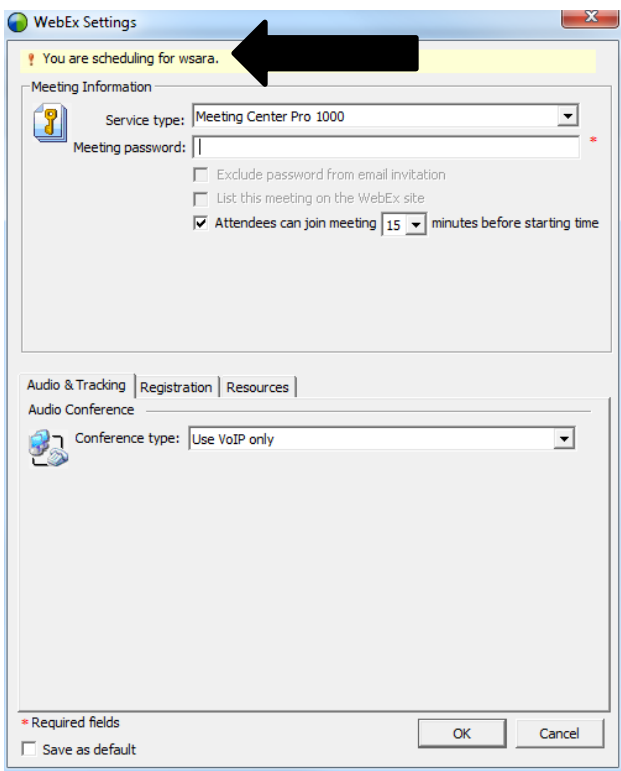 WebEx Settings
You are scheduling for wsara.
Meeting Information
Service type: Meeting Center Pro 1000
Meeting password: *
Exclude password from email invitation
List this meeting on the WebEx site
Attendees can join meeting 15 minutes before starting time
Audio & Tracking Registration Resources
Audio Conference
Conference type: Use VoIP only
* Required fields
OK Cancel
Save as default